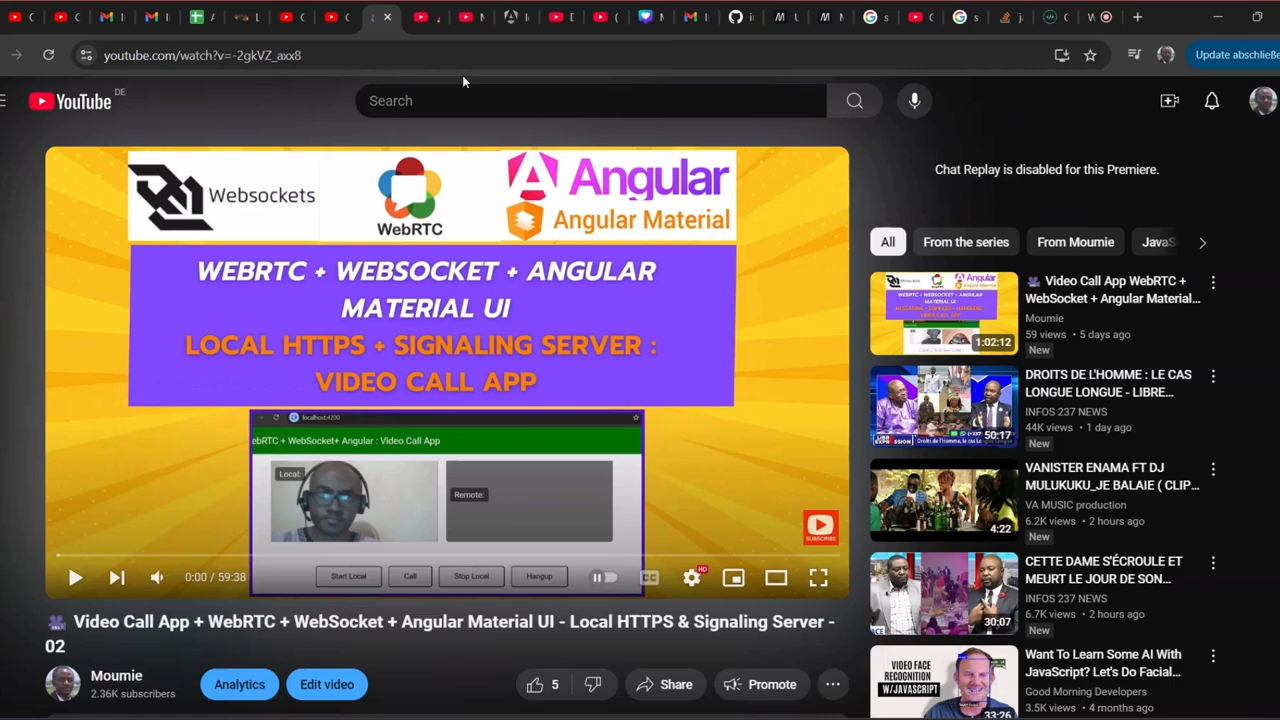 youtube.com/watch?v=-2gkVZ_axx8
Update abschließe
YouTube DE
Search
Websockets
WebRTC
Angular
Angular Material
WEBRTC + WEBSOCKET + ANGULAR
MATERIAL UI
LOCAL HTTPS + SIGNALING SERVER :
VIDEO CALL APP
localhost:4200
ebRTC + WebSocket+ Angular : Video Call App
Local:
Remote:
Start Local
Call
Stop Local
Hangup
SUBSCRIBE
0:00 / 59:38
CC
HD
Video Call App + WebRTC + WebSocket + Angular Material UI - Local HTTPS & Signaling Server -
02
Moumie
2.36K subscribers
Analytics
Edit video
5
Share
Promote
Chat Replay is disabled for this Premiere.
All
From the series
From Moumie
JavaS
1:02:12
Video Call App WebRTC +
WebSocket + Angular Material...
Moumie
59 views • 5 days ago
New
50:17
DROITS DE L'HOMME : LE CAS
LONGUE LONGUE - LIBRE...
INFOS 237 NEWS
44K views • 1 day ago
New
4:22
VANISTER ENAMA FT DJ
MULUKUKU_JE BALAIE ( CLIP...
VA MUSIC production
6.2K views • 2 hours ago
New
30:07
CETTE DAME S'ÉCROULE ET
MEURT LE JOUR DE SON...
INFOS 237 NEWS
6.7K views • 2 hours ago
New
VIDEO FACE
RECOGNITION
W/JAVASCRIPT
33:26
Want To Learn Some AI With
JavaScript? Let's Do Facial...
Good Morning Developers
3.5K views • 4 months ago